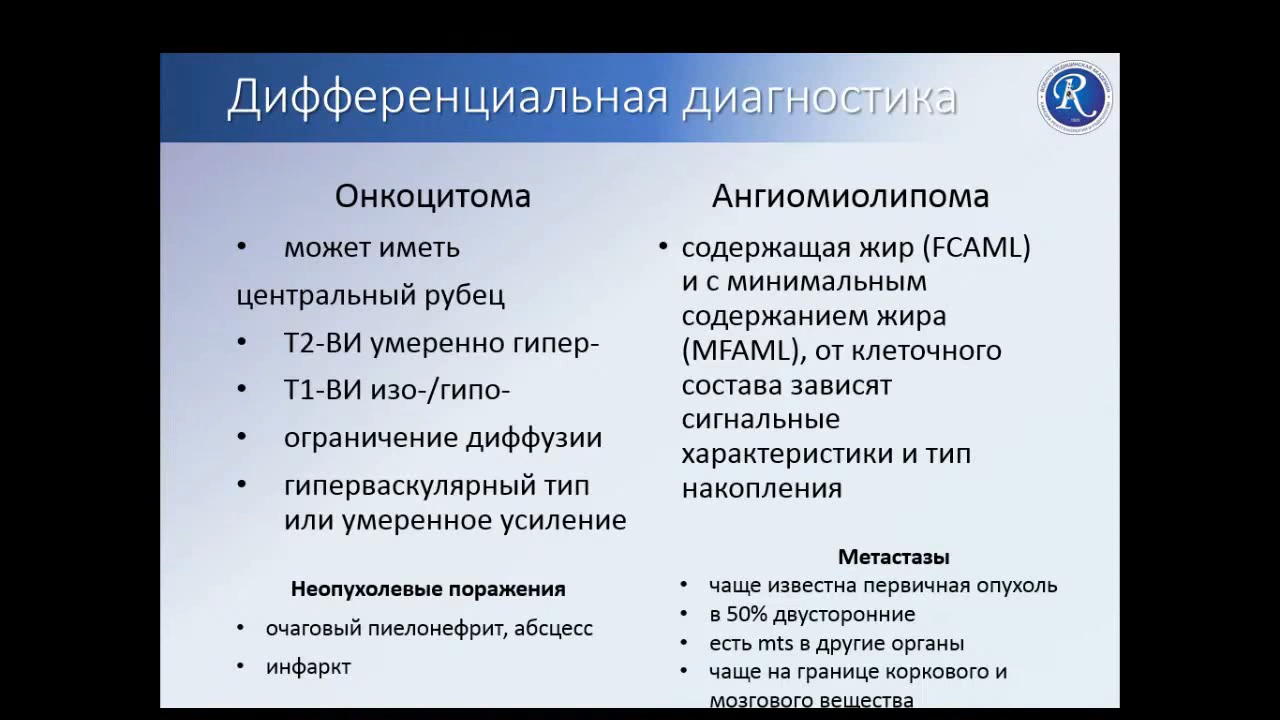 Дифференциальная диагностика
R
Онкоцитома
• может иметь
центральный рубец
• Т2-ВИ умеренно гипер-
• Т1-ВИ изо-/гипо-
• ограничение диффузии
• гиперваскулярный тип
или умеренное усиление
Неопухолевые поражения
• очаговый пиелонефрит, абсцесс
• инфаркт
Ангиомиолипома
• содержащая жир (FCAML)
и с минимальным
содержанием жира
(MFAML), от клеточного
состава зависят
сигнальные
характеристики и тип
накопления
Метастазы
• чаще известна первичная опухоль
• в 50% двусторонние
• есть mts в другие органы
• чаще на границе коркового и
мозгового вещества